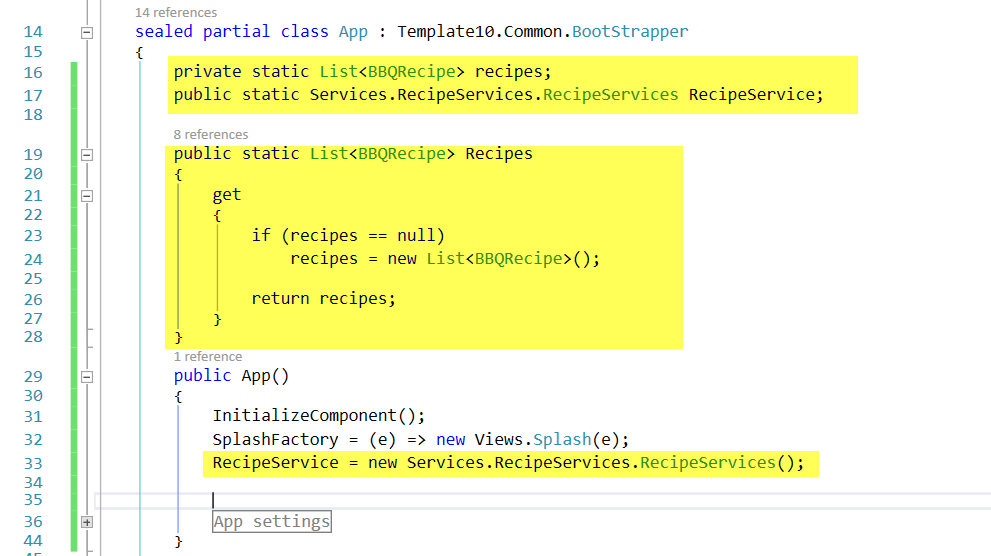 14 references
14 sealed partial class App : Template10.Common.BootStrapper
15 {
16 private static List<BBQRecipe> recipes;
17 public static Services.RecipeServices.RecipeServices RecipeService;
18
8 references
19 public static List<BBQRecipe> Recipes
20 {
21 get
22 {
23 if (recipes == null)
24 recipes = new List<BBQRecipe>();
25
26 return recipes;
27 }
28 }
1 reference
29 public App()
30 {
31 InitializeComponent();
32 SplashFactory = (e) => new Views.Splash(e);
33 RecipeService = new Services.RecipeServices.RecipeServices();
34
35
36 App settings
44 }